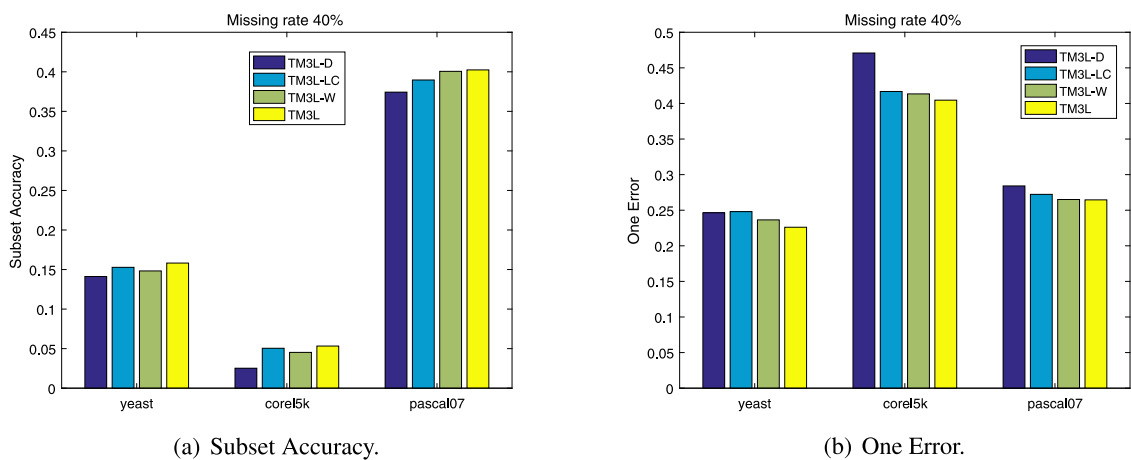 Missing rate 40%
0.45
0.4
0.35
0.3
0.25
0.2
0.15
0.1
0.05
0
Subset Accuracy
TM3L-D
TM3L-LC
TM3L-W
TM3L
yeast
corel5k
pascal07
(a) Subset Accuracy.
Missing rate 40%
0.5
0.45
0.4
0.35
0.3
0.25
0.2
0.15
0.1
0.05
0
One Error
TM3L-D
TM3L-LC
TM3L-W
TM3L
yeast
corel5k
pascal07
(b) One Error.